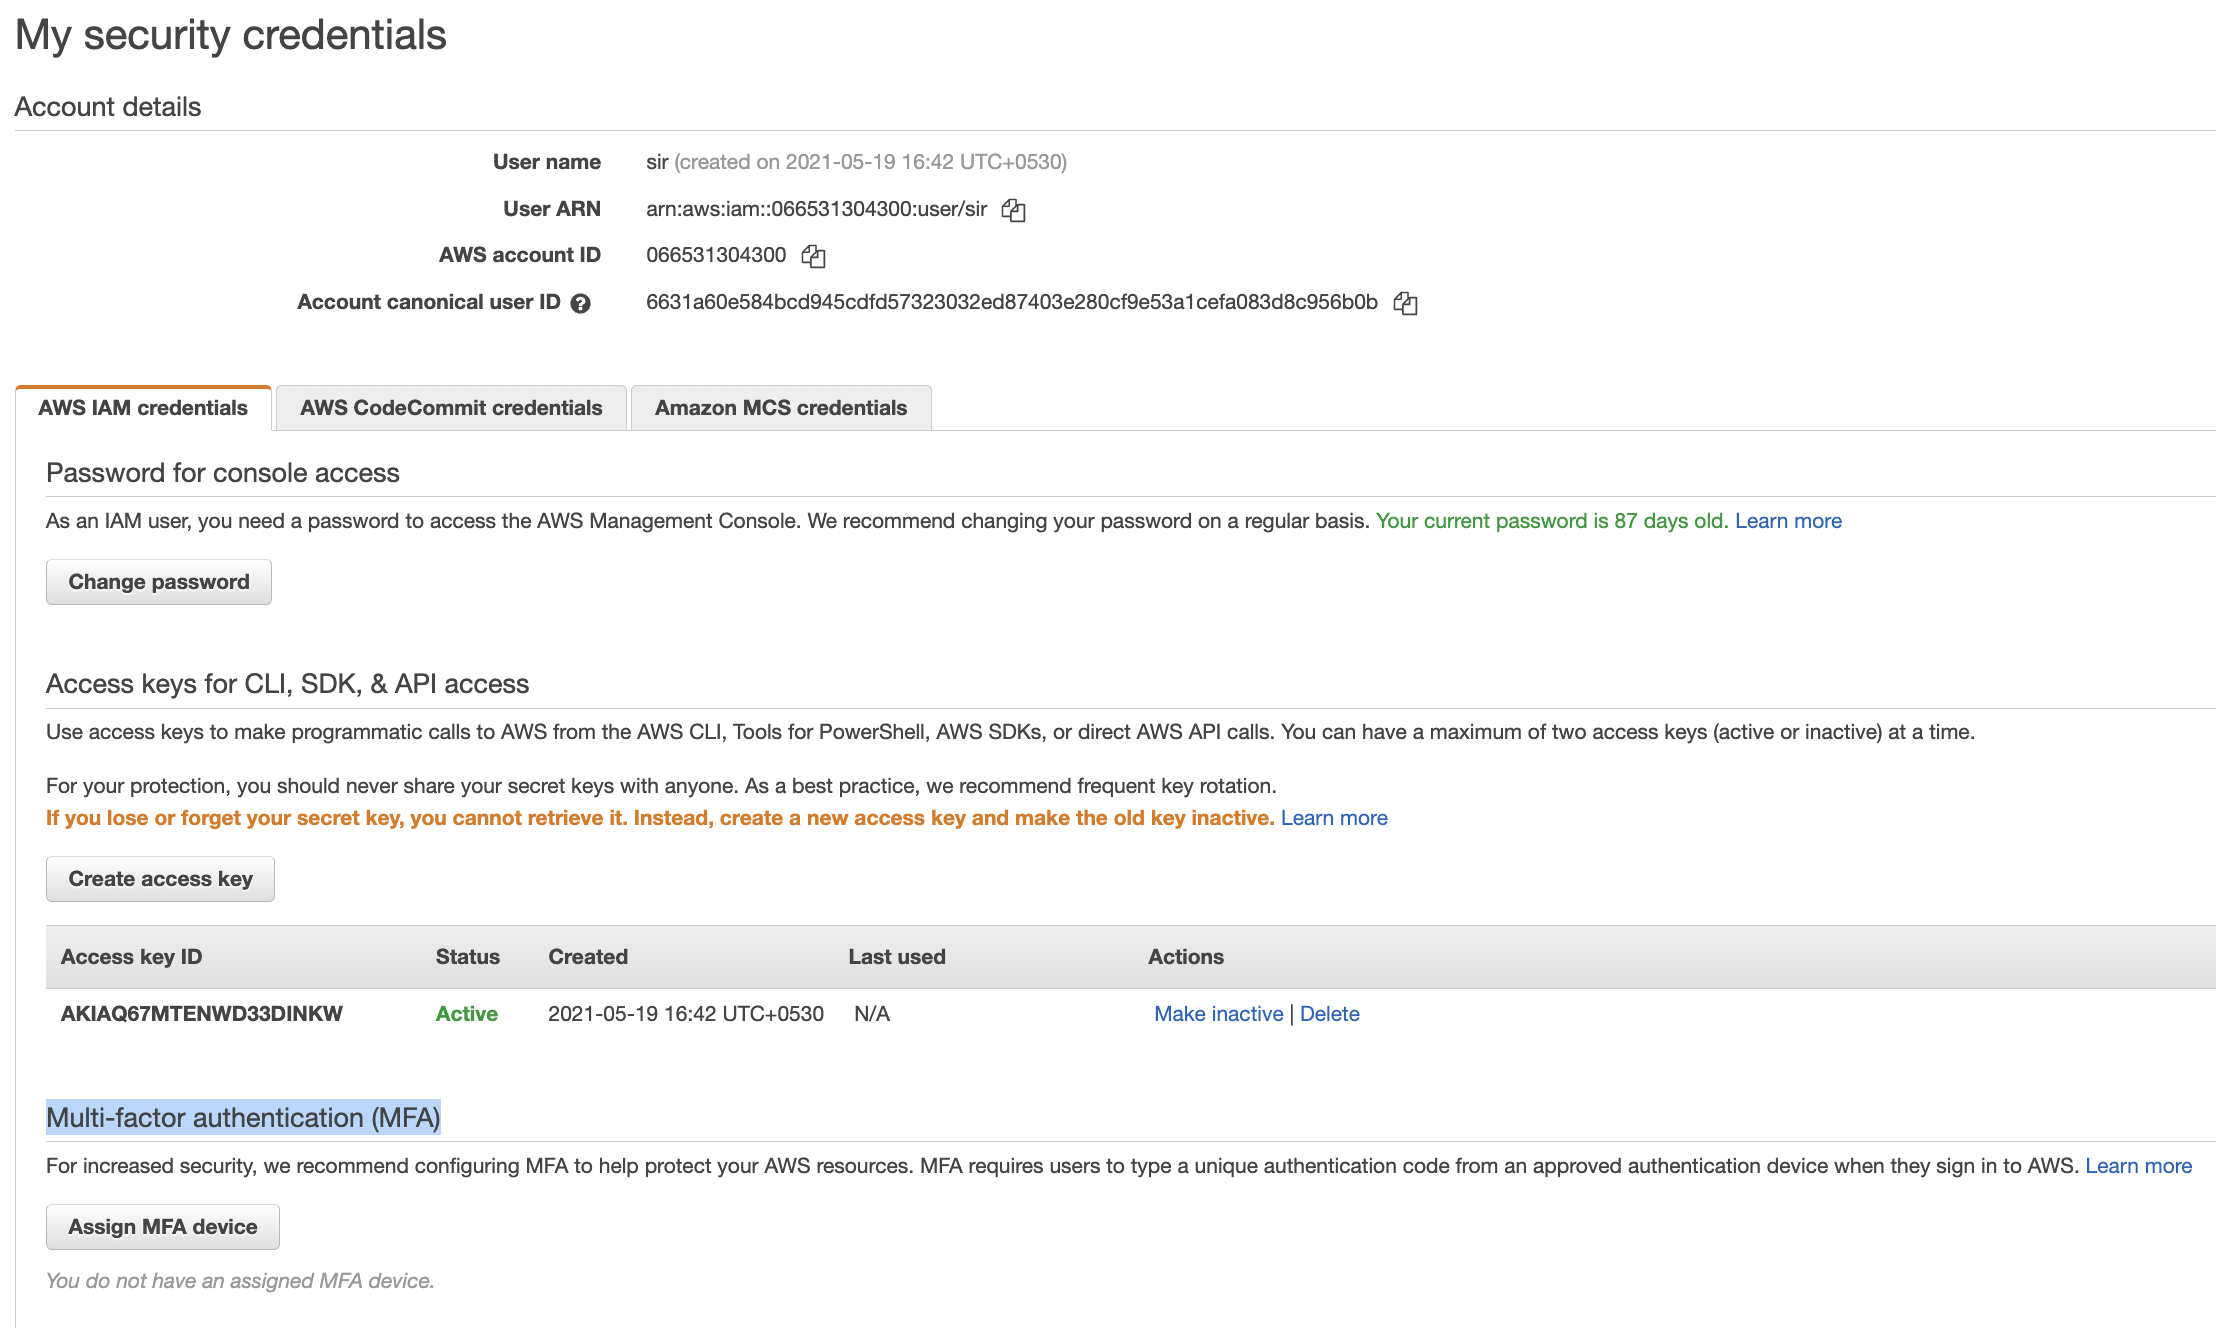 My security credentials
Account details
User name sir (created on 2021-05-19 16:42 UTC+0530)
User ARN arn:aws:iam::066531304300:user/sir
AWS account ID 066531304300
Account canonical user ID 6631a60e584bcd945cdfd57323032ed87403e280cf9e53a1cefa083d8c956b0b
AWS IAM credentials AWS CodeCommit credentials Amazon MCS credentials
Password for console access
As an IAM user, you need a password to access the AWS Management Console. We recommend changing your password on a regular basis. Your current password is 87 days old. Learn more
Change password
Access keys for CLI, SDK, & API access
Use access keys to make programmatic calls to AWS from the AWS CLI, Tools for PowerShell, AWS SDKs, or direct AWS API calls. You can have a maximum of two access keys (active or inactive) at a time.
For your protection, you should never share your secret keys with anyone. As a best practice, we recommend frequent key rotation.
If you lose or forget your secret key, you cannot retrieve it. Instead, create a new access key and make the old key inactive. Learn more
Create access key
Access key ID Status Created Last used Actions
AKIAQ67MTENWD33DINKW Active 2021-05-19 16:42 UTC+0530 N/A Make inactive | Delete
Multi-factor authentication (MFA)
For increased security, we recommend configuring MFA to help protect your AWS resources. MFA requires users to type a unique authentication code from an approved authentication device when they sign in to AWS. Learn more
Assign MFA device
You do not have an assigned MFA device.